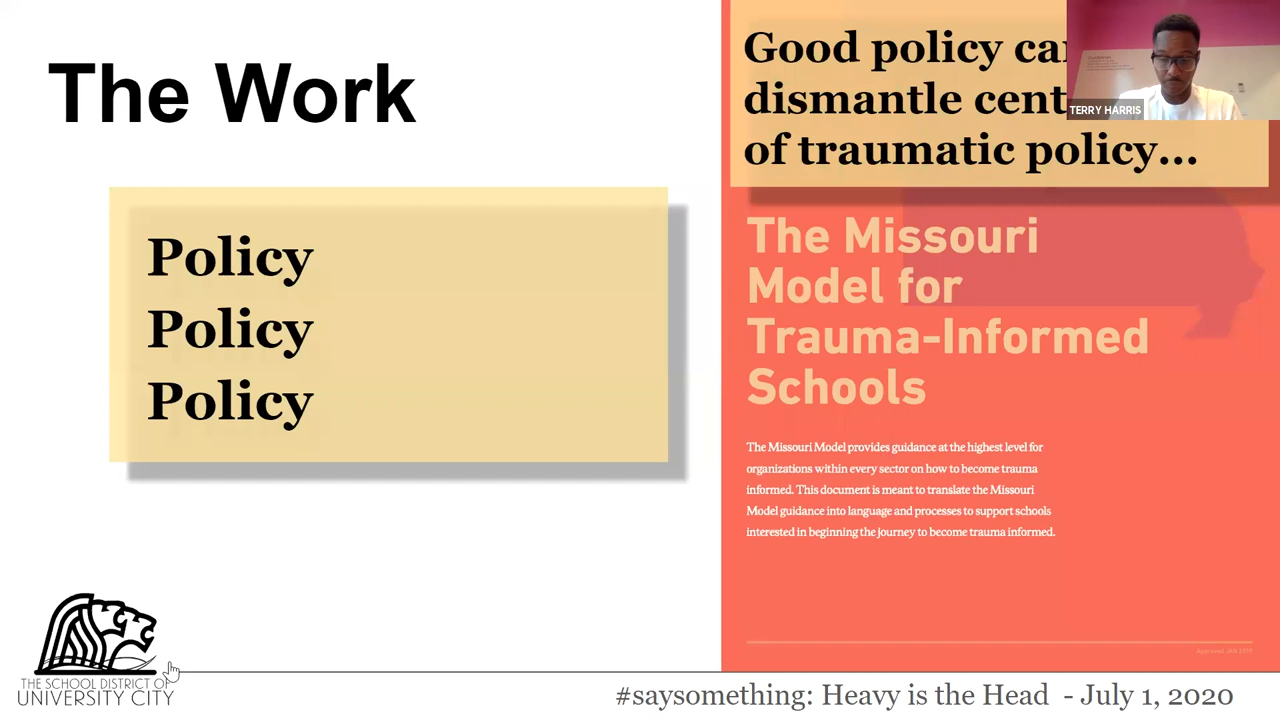 The Work
Policy
Policy
Policy
Good policy
dismantle
of traumatic policy...
TERRY HARRIS
The Missouri
Model for
Trauma-Informed
Schools
The Missouri Model provides guidance at the highest level for
organizations within every sector on how to become trauma
informed. This document is meant to translate the Missouri
Model guidance into language and processes to support schools
interested in beginning the journey to become trauma informed.
Approved JAN 2019
THE SCHOOL DISTRICT OF
UNIVERSITY CITY
#saysomething: Heavy is the Head - July 1, 2020